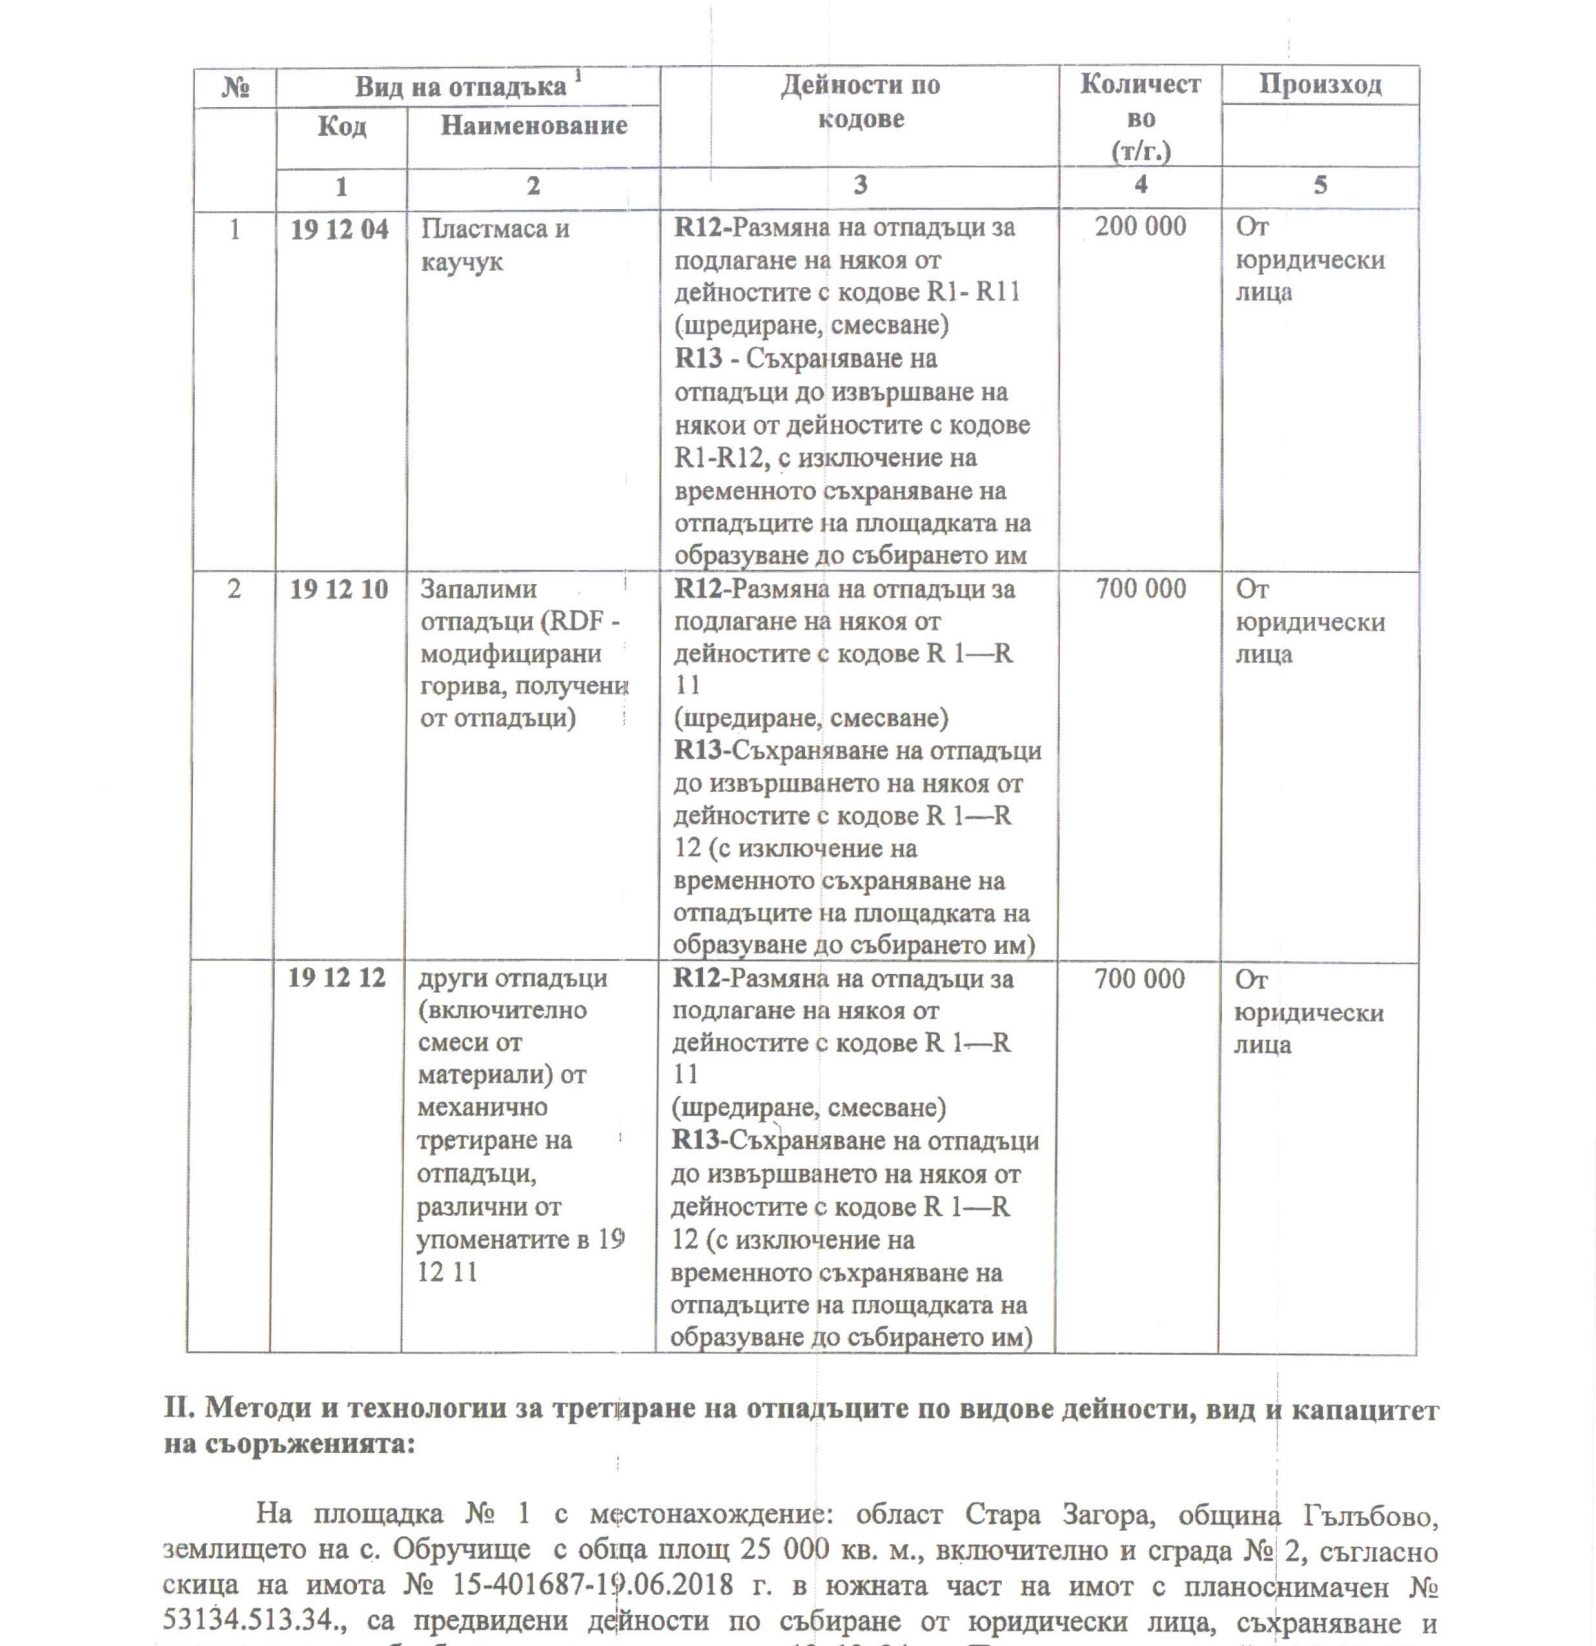 № Вид на отпадъка 1 Дейности по Количест Произход
Код Наименование кодове во
(т/г.)
1 2 3 4 5
1 19 12 04 Пластмаса и R12-Размяна на отпадъци за 200 000 От
каучук подлагане на някоя от юридически
дейностите с кодове R1- R11 лица
(шредиране, смесване)
R13 - Съхраняване на
отпадъци до извършване на
някои от дейностите с кодове
R1-R12, с изключение на
временното съхраняване на
отпадъците на площадката на
образуване до събирането им
2 19 12 10 Запалими R12-Размяна на отпадъци за 700 000 От
отпадъци (RDF - подлагане на някоя от юридически
модифицирани дейностите с кодове R 1—R лица
горива, получени 11
от отпадъци) (шредиране, смесване)
R13-Съхраняване на отпадъци
до извършването на някоя от
дейностите с кодове R 1—R
12 (с изключение на
временното съхраняване на
отпадъците на площадката на
образуване до събирането им)
19 12 12 други отпадъци R12-Размяна на отпадъци за 700 000 От
(включително подлагане на някоя от юридически
смеси от дейностите с кодове R 1—R лица
материали) от 11
механично (шредиране, смесване)
третиране на R13-Съхраняване на отпадъци
отпадъци, до извършването на някоя от
различни от дейностите с кодове R 1—R
упоменатите в 19 12 (с изключение на
12 11 временното съхраняване на
отпадъците на площадката на
образуване до събирането им)
II. Методи и технологии за третиране на отпадъците по видове дейности, вид и капацитет
на съоръженията:
На площадка № 1 с местонахождение: област Стара Загора, община Гълъбово,
землището на с. Обручище с обща площ 25 000 кв. м., включително и сграда № 2, съгласно
скица на имота № 15-401687-19.06.2018 г. в южната част на имот с планоснимачен №
53134.513.34., са предвидени дейности по събиране от юридически лица, съхраняване и